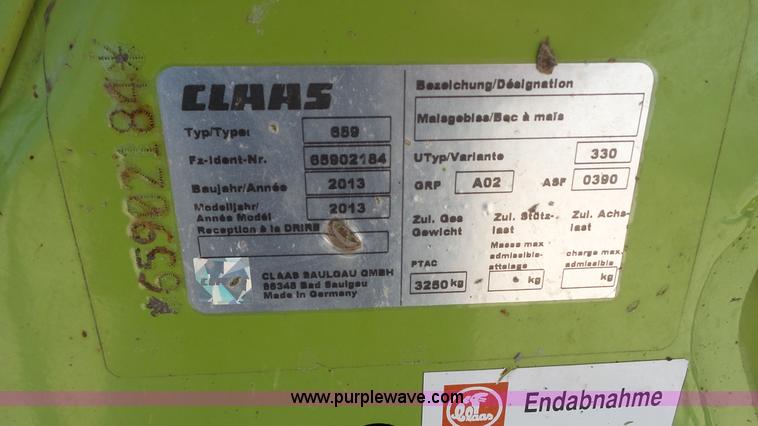 *65902184*
CLAAS
Typ/Type: 659
Fz-Ident-Nr. 65902184
Baujahr/Année 2013
Modelljahr/
Année Modèl 2013
Reception à la DRIRE
CLAAS SAULGAU GMBH
88348 Bad Saulgau
Made in Germany
CLAAS
Bezeichung/Désignation
Maisgebiss/Bec à maïs
UTyp/Variante 330
GRP A02 ASF 0390
Zul. Ges Zul. Stütz- Zul. Achs-
Gewicht last last
Masse max charge max
admissible- admissible
attelage
PTAC
3250 kg kg kg
www.purplewave.com
Claas
Endabnahme